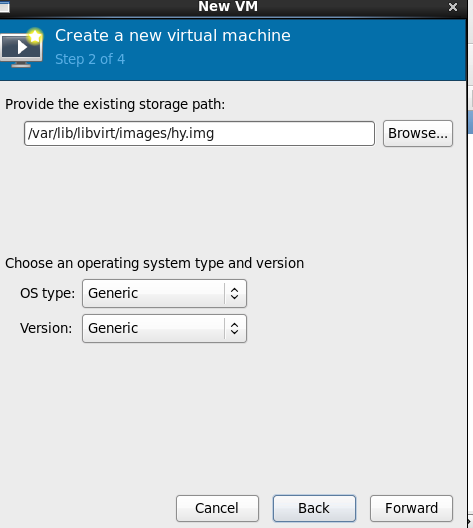 New VM
Create a new virtual machine
Step 2 of 4
Provide the existing storage path:
/var/lib/libvirt/images/hy.img Browse...
Choose an operating system type and version
OS type: Generic
Version: Generic
Cancel Back Forward